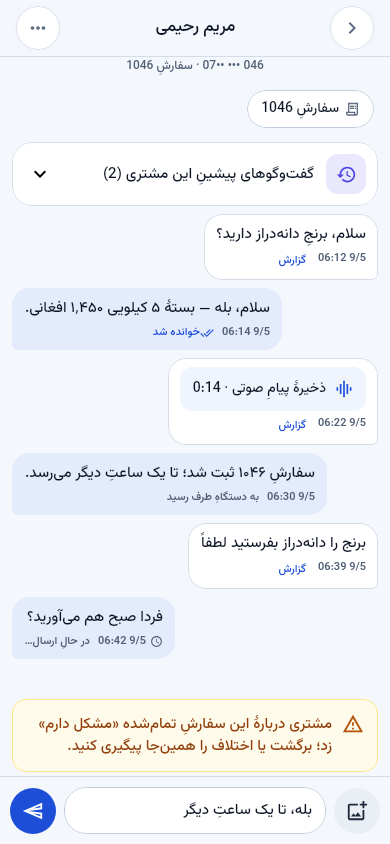 مریم رحیمی
046 ••• ••07 · سفارشِ 1046
سفارشِ 1046
گفت‌وگوهای پیشینِ این مشتری (2)
سلام، برنجِ دانه‌دراز دارید؟
06:12 9/5 گزارش
سلام، بله — بستهٔ ۵ کیلویی ۱,۴۵۰ افغانی.
06:14 9/5 خوانده شد
ذخیرهٔ پیامِ صوتی · 0:14
06:22 9/5 گزارش
سفارشِ ۱۰۴۶ ثبت شد؛ تا یک ساعتِ دیگر می‌رسد.
06:30 9/5 به دستگاهِ طرف رسید
برنج را دانه‌دراز بفرستید لطفاً
06:39 9/5 گزارش
فردا صبح هم می‌آورید؟
06:42 9/5 در حالِ ارسال…
مشتری دربارهٔ این سفارشِ تمام‌شده «مشکل دارم»
زد؛ برگشت یا اختلاف را همین‌جا پیگیری کنید.
بله، تا یک ساعتِ دیگر